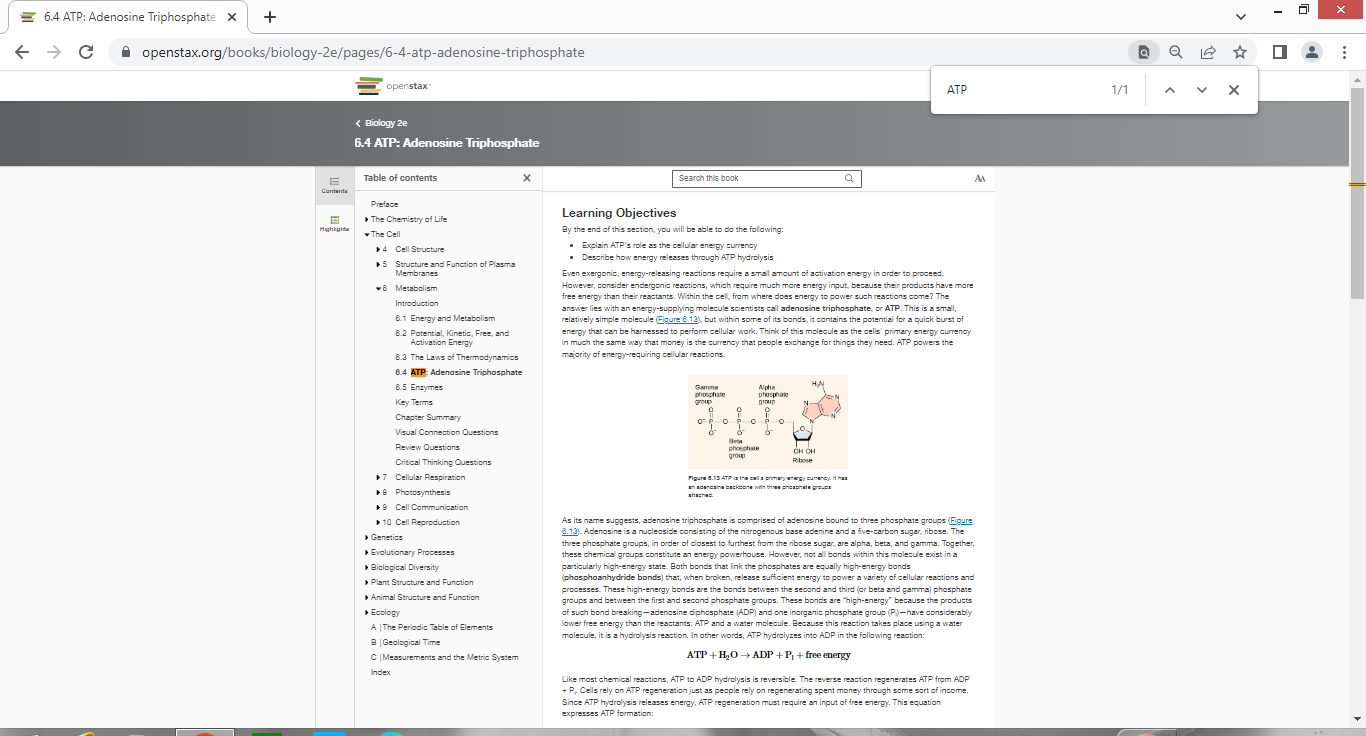 6.4 ATP: Adenosine Triphosphate
openstax.org/books/biology-2e/pages/6-4-atp-adenosine-triphosphate
openstax™
ATP
1/1
Biology 2e
6.4 ATP: Adenosine Triphosphate
Contents
Highlights
Table of contents
Preface
The Chemistry of Life
The Cell
4 Cell Structure
5 Structure and Function of Plasma
Membranes
6 Metabolism
Introduction
6.1 Energy and Metabolism
6.2 Potential, Kinetic, Free, and
Activation Energy
6.3 The Laws of Thermodynamics
6.4 ATP: Adenosine Triphosphate
6.5 Enzymes
Key Terms
Chapter Summary
Visual Connection Questions
Review Questions
Critical Thinking Questions
7 Cellular Respiration
8 Photosynthesis
9 Cell Communication
10 Cell Reproduction
Genetics
Evolutionary Processes
Biological Diversity
Plant Structure and Function
Animal Structure and Function
Ecology
A | The Periodic Table of Elements
B | Geological Time
C | Measurements and the Metric System
Index
Search this book
AA
Learning Objectives
By the end of this section, you will be able to do the following:
• Explain ATP's role as the cellular energy currency
• Describe how energy releases through ATP hydrolysis
Even exergonic, energy-releasing reactions require a small amount of activation energy in order to proceed.
However, consider endergonic reactions, which require much more energy input, because their products have more
free energy than their reactants. Within the cell, from where does energy to power such reactions come? The
answer lies with an energy-supplying molecule scientists call adenosine triphosphate, or ATP. This is a small,
relatively simple molecule (Figure 6.13), but within some of its bonds, it contains the potential for a quick burst of
energy that can be harnessed to perform cellular work. Think of this molecule as the cells' primary energy currency
in much the same way that money is the currency that people exchange for things they need. ATP powers the
majority of energy-requiring cellular reactions.
Gamma
phosphate
group
Alpha
phosphate
group
H₂N
N
N
N
N
O O O
O⁻ P O P O P O
O⁻ O⁻ O⁻
O
Beta
phosphate
group
OH OH
Ribose
Figure 6.13 ATP is the cell's primary energy currency. It has
an adenosine backbone with three phosphate groups
attached.
As its name suggests, adenosine triphosphate is comprised of adenosine bound to three phosphate groups (Figure
6.13). Adenosine is a nucleoside consisting of the nitrogenous base adenine and a five-carbon sugar, ribose. The
three phosphate groups, in order of closest to furthest from the ribose sugar, are alpha, beta, and gamma. Together,
these chemical groups constitute an energy powerhouse. However, not all bonds within this molecule exist in a
particularly high-energy state. Both bonds that link the phosphates are equally high-energy bonds
(phosphoanhydride bonds) that, when broken, release sufficient energy to power a variety of cellular reactions and
processes. These high-energy bonds are the bonds between the second and third (or beta and gamma) phosphate
groups and between the first and second phosphate groups. These bonds are "high-energy" because the products
of such bond breaking—adenosine diphosphate (ADP) and one inorganic phosphate group (Pᵢ)—have considerably
lower free energy than the reactants: ATP and a water molecule. Because this reaction takes place using a water
molecule, it is a hydrolysis reaction. In other words, ATP hydrolyzes into ADP in the following reaction:
ATP + H₂O → ADP + Pᵢ + free energy
Like most chemical reactions, ATP to ADP hydrolysis is reversible. The reverse reaction regenerates ATP from ADP
+ Pᵢ. Cells rely on ATP regeneration just as people rely on regenerating spent money through some sort of income.
Since ATP hydrolysis releases energy, ATP regeneration must require an input of free energy. This equation
expresses ATP formation: